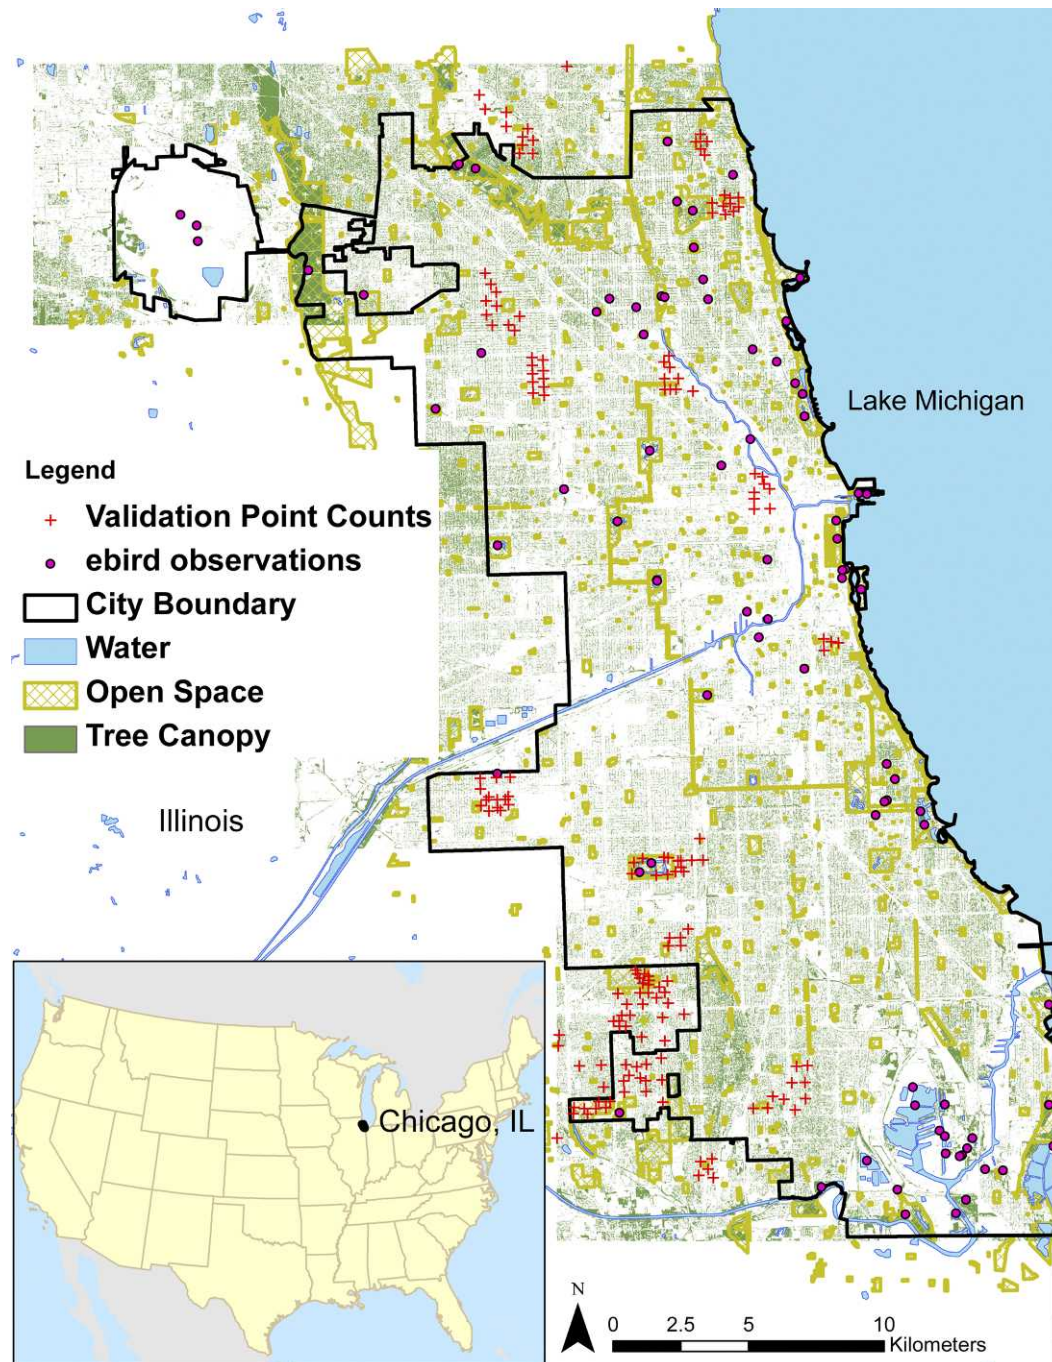 Lake Michigan
Legend
Validation Point Counts
ebird observations
City Boundary
Water
Open Space
Tree Canopy
Illinois
Chicago, IL
N
0 2.5 5 10
Kilometers